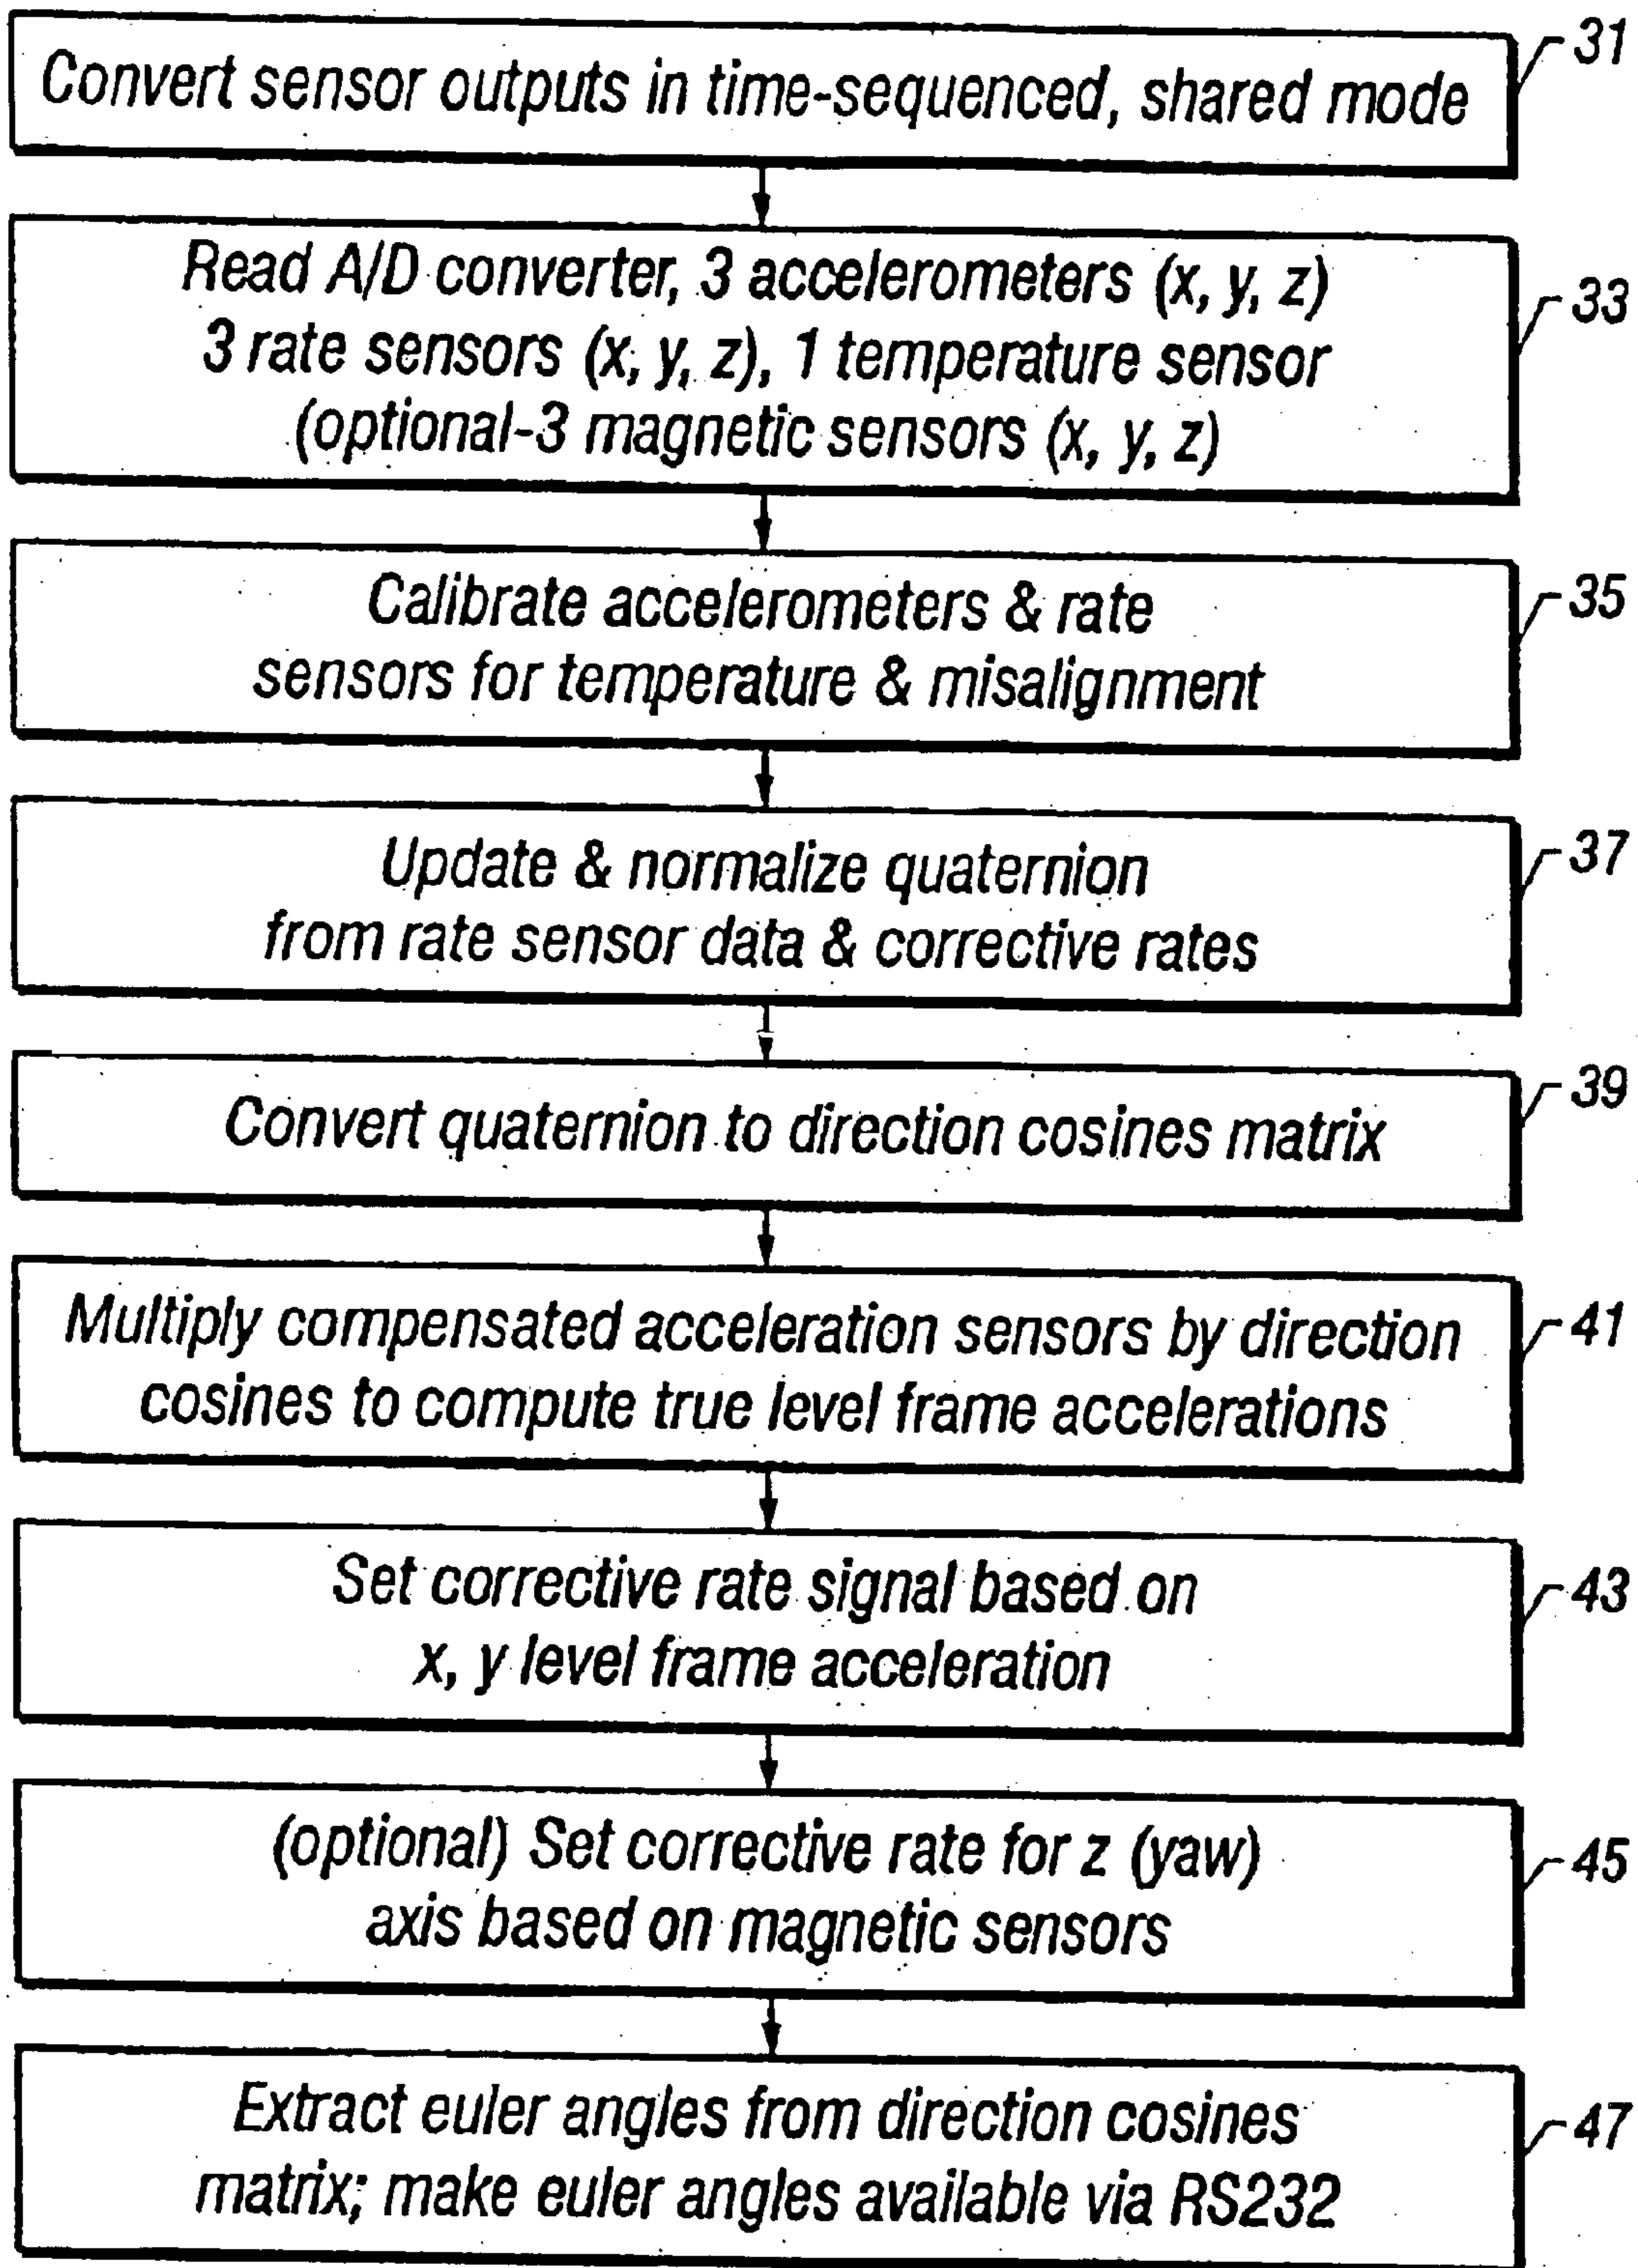 Convert sensor outputs in time-sequenced, shared mode
31
Read A/D converter, 3 accelerometers (x, y, z)
3 rate sensors (x, y, z), 1 temperature sensor
(optional-3 magnetic sensors (x, y, z)
33
Calibrate accelerometers & rate
sensors for temperature & misalignment
35
Update & normalize quaternion
from rate sensor data & corrective rates
37
Convert quaternion to direction cosines matrix
39
Multiply compensated acceleration sensors by direction
cosines to compute true level frame accelerations
41
Set corrective rate signal based on
x, y level frame acceleration
43
(optional) Set corrective rate for z (yaw)
axis based on magnetic sensors
45
Extract euler angles from direction cosines
matrix; make euler angles available via RS232
47